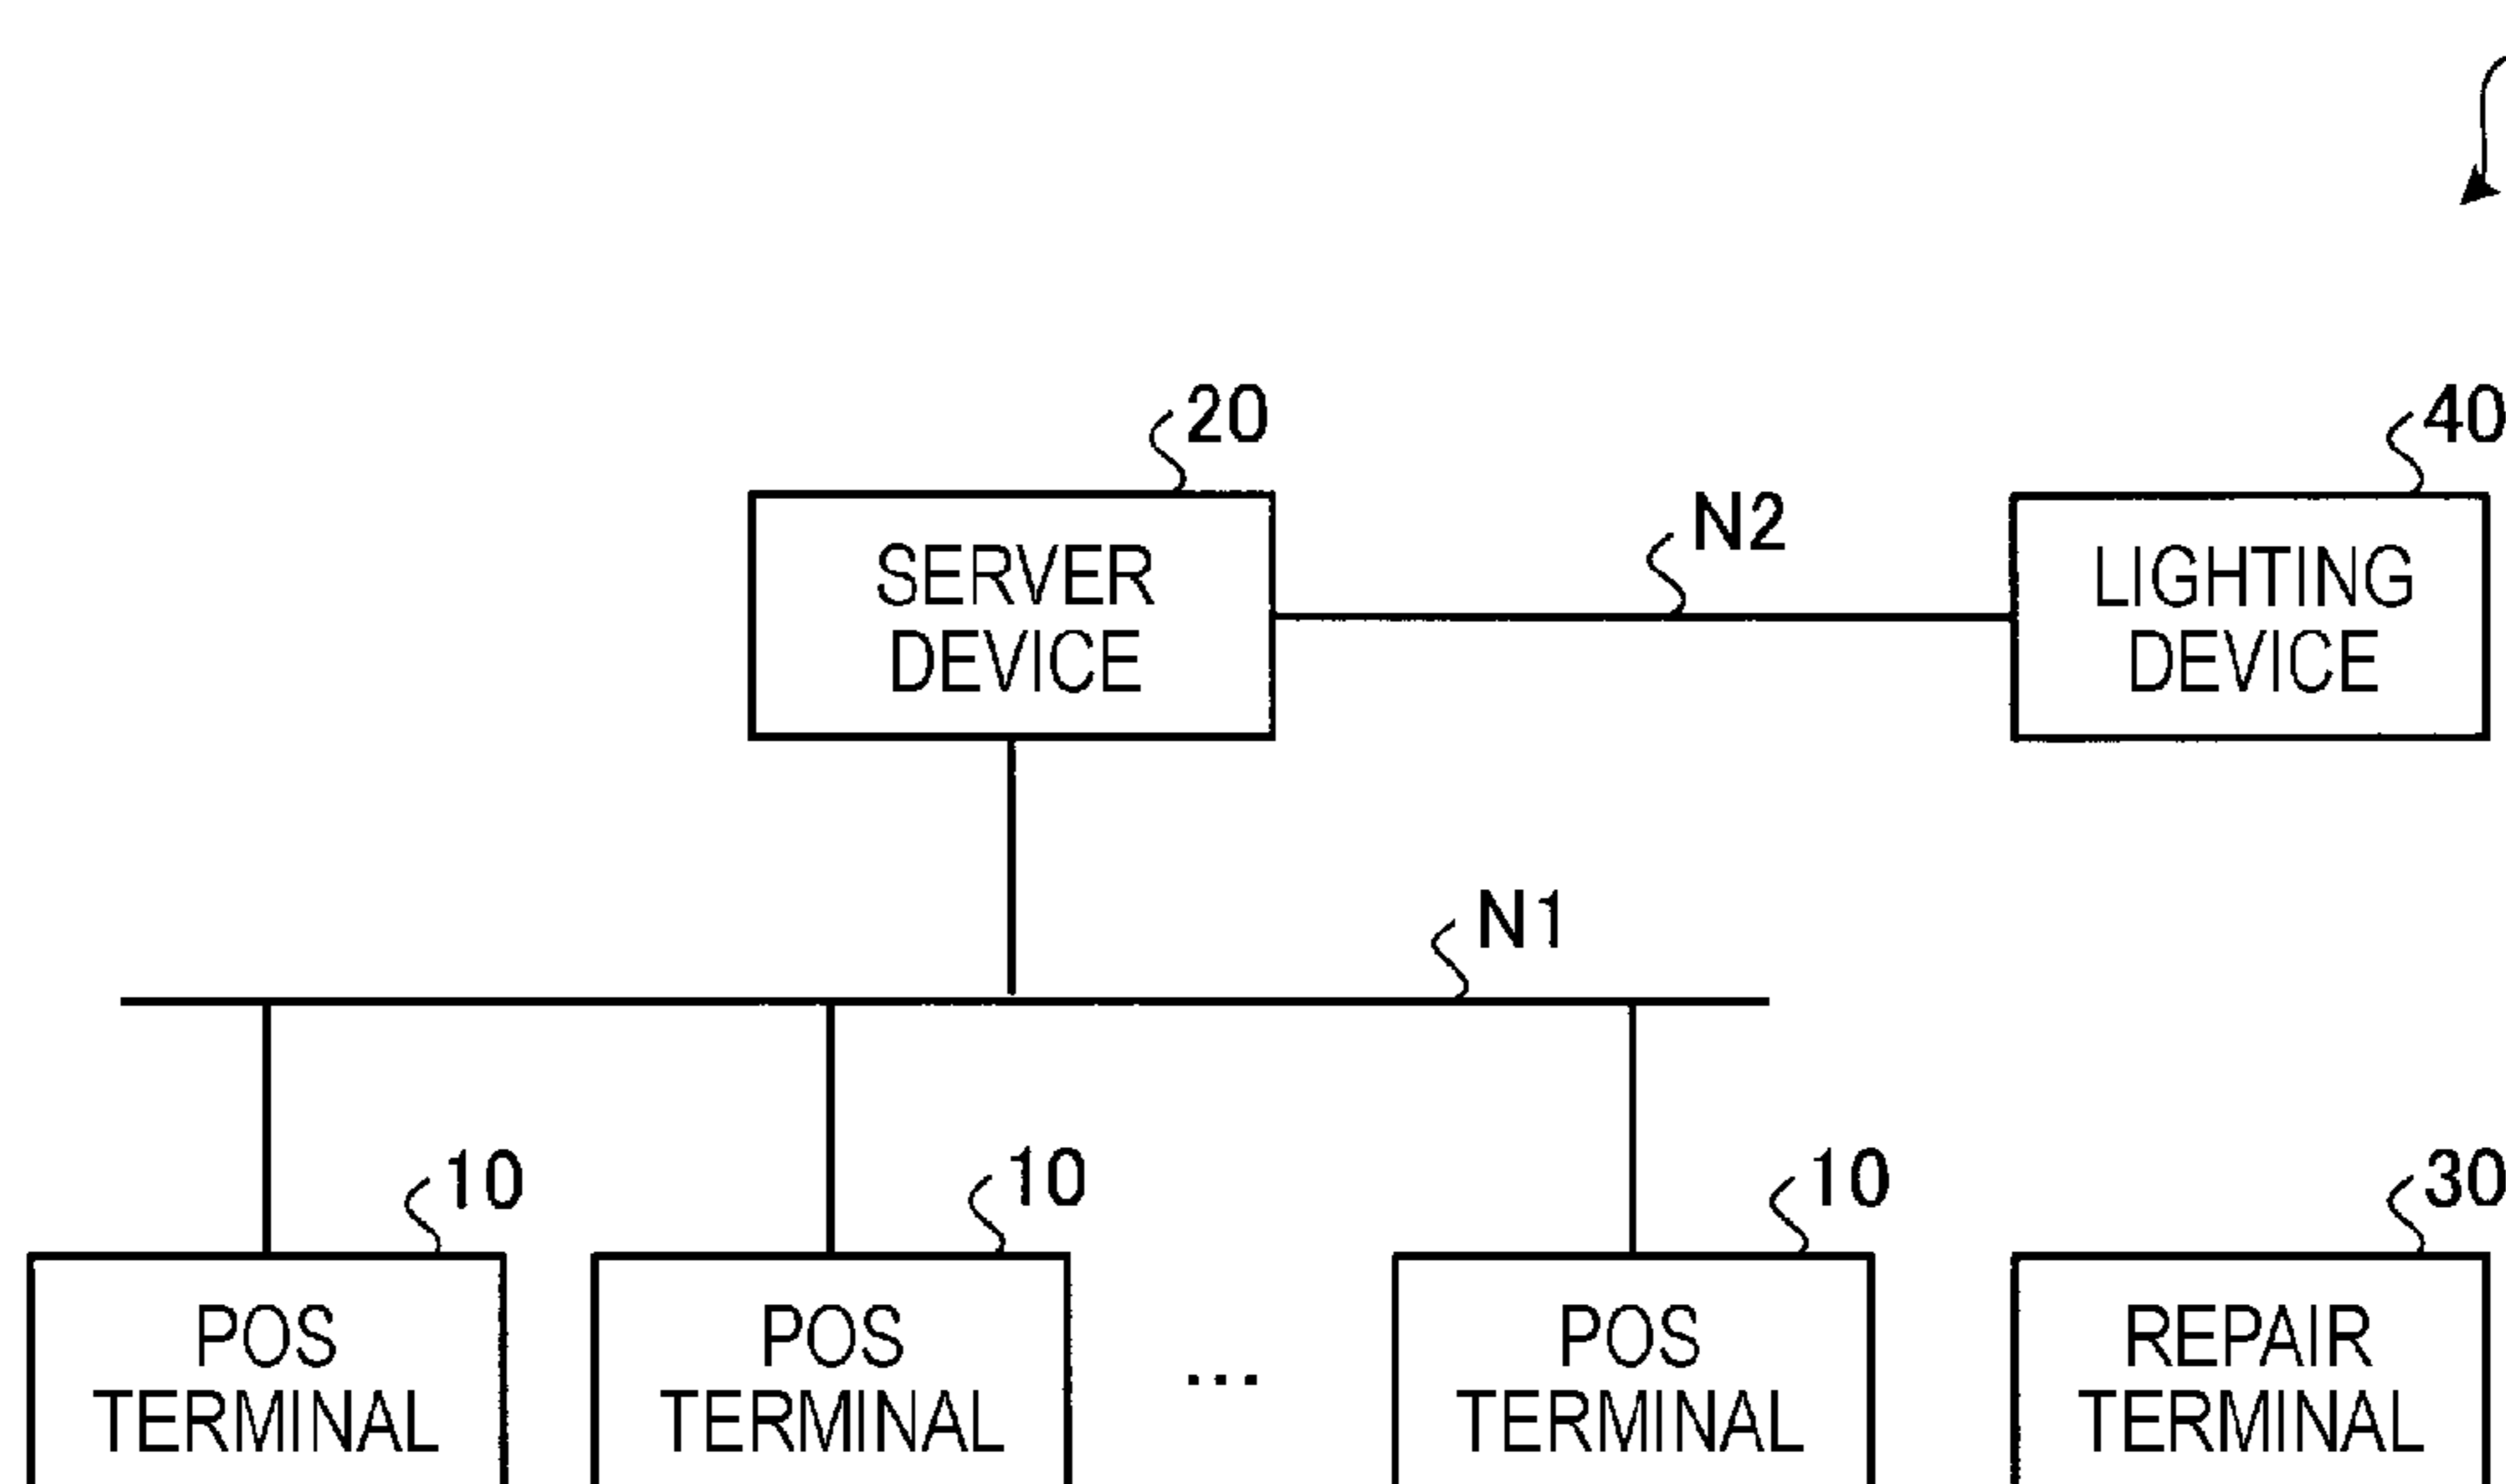 20
40
N2
SERVER
DEVICE
LIGHTING
DEVICE
N1
10
10
10
30
POS
TERMINAL
POS
TERMINAL
...
POS
TERMINAL
REPAIR
TERMINAL